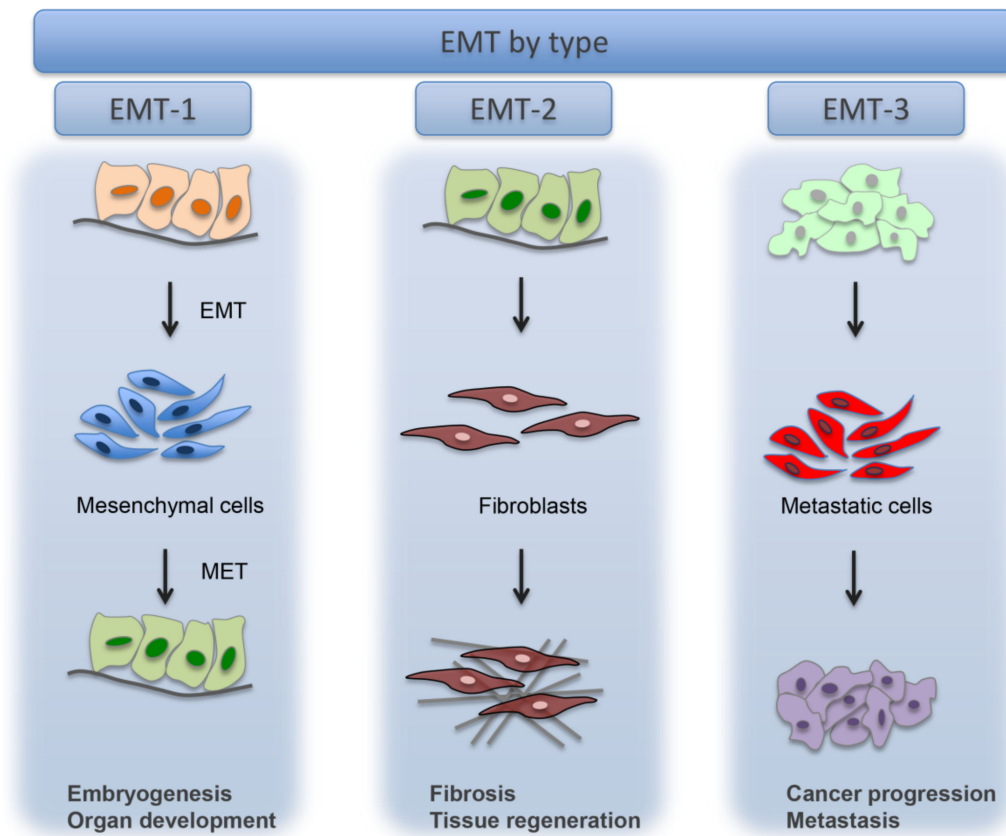 EMT by type
EMT-1
EMT-2
EMT-3
EMT
Mesenchymal cells
Fibroblasts
Metastatic cells
MET
Embryogenesis
Organ development
Fibrosis
Tissue regeneration
Cancer progression
Metastasis